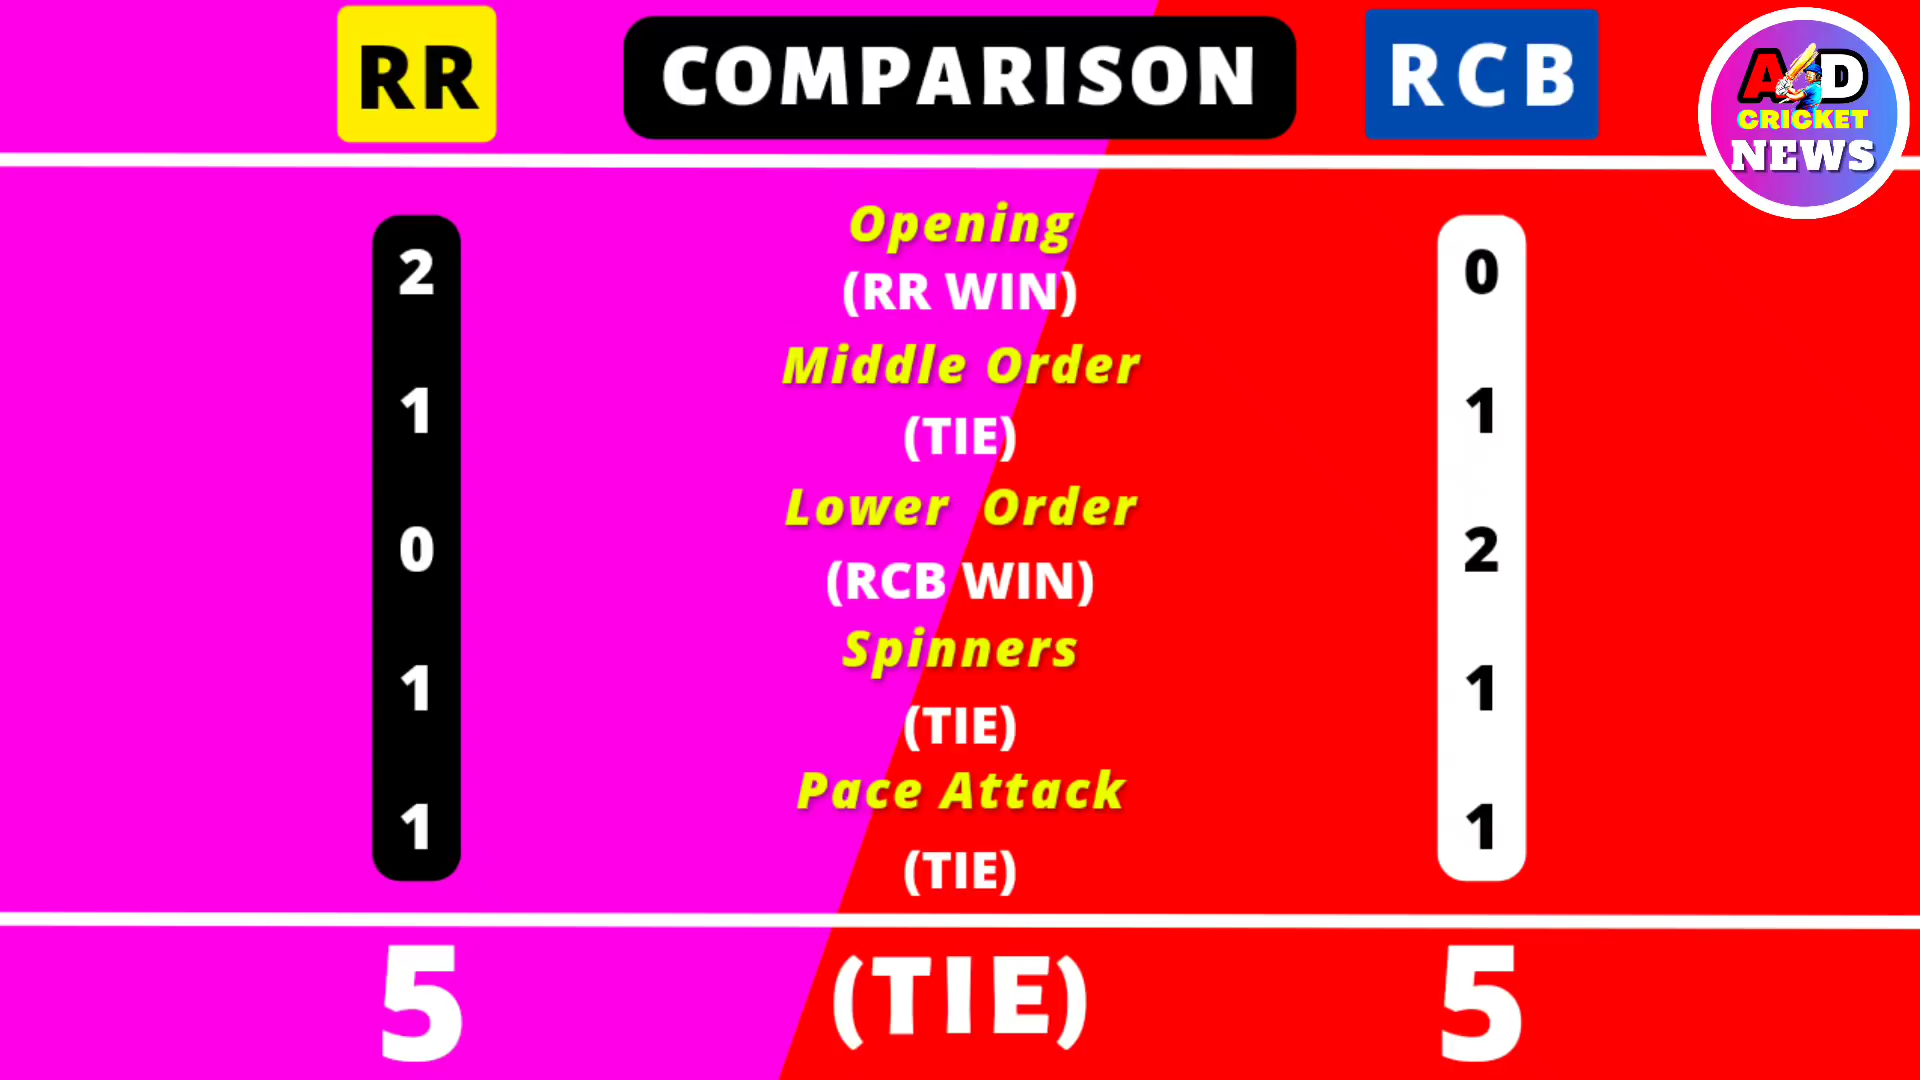 RR COMPARISON RCB
A D
CRICKET
NEWS
Opening
2 (RR WIN) 0
Middle Order
1 (TIE) 1
Lower Order
0 (RCB WIN) 2
Spinners
1 (TIE) 1
Pace Attack
1 (TIE) 1
5 (TIE) 5